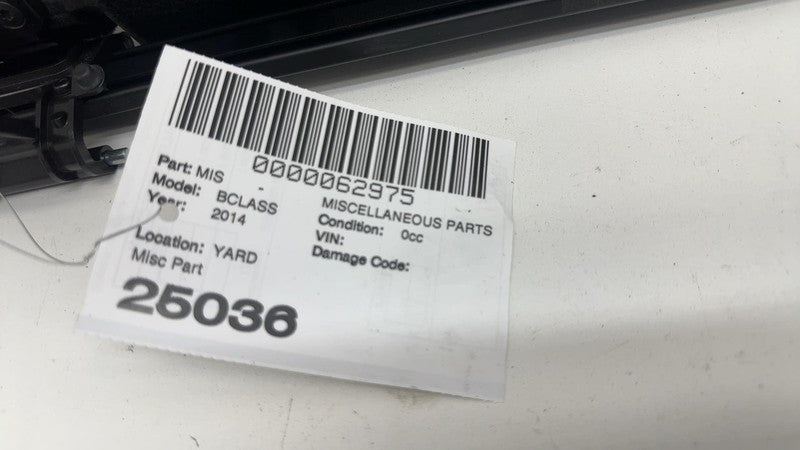 0000062975
Part: MIS - MISCELLANEOUS PARTS
Model: BCLASS Condition: 0cc
Year: 2014 VIN:
Damage Code:
Location: YARD
Misc Part
25036